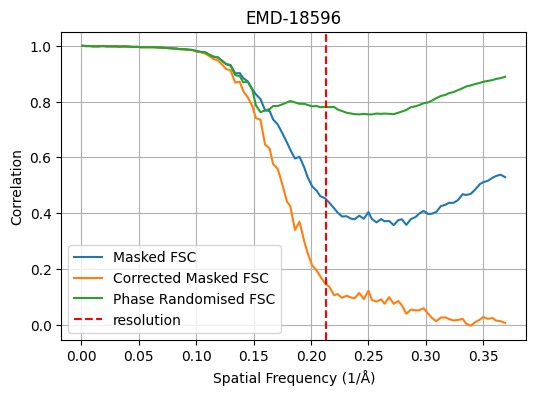 EMD-18596
Correlation
1.0
0.8
0.6
0.4
0.2
0.0
Masked FSC
Corrected Masked FSC
Phase Randomised FSC
resolution
0.00 0.05 0.10 0.15 0.20 0.25 0.30 0.35
Spatial Frequency (1/Å)